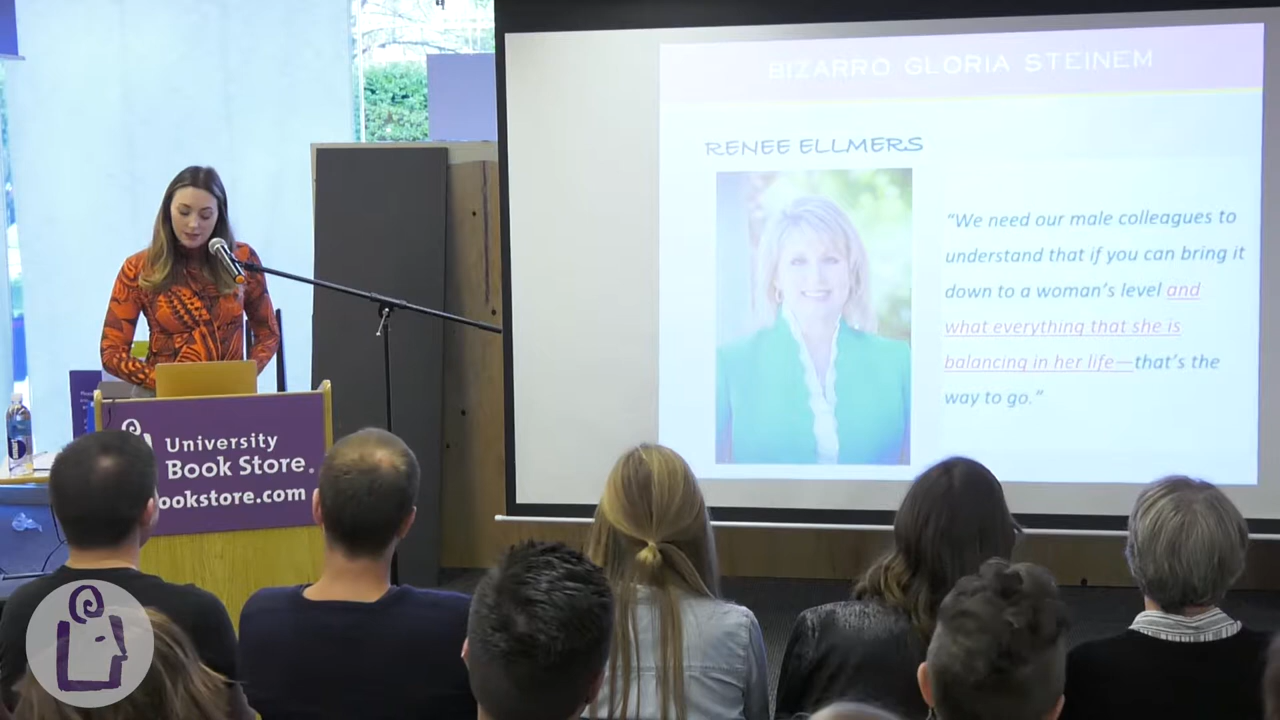 BIZARRO GLORIA STEINEM
RENEE ELLMERS
“We need our male colleagues to
understand that if you can bring it
down to a woman’s level and
what everything that she is
balancing in her life—that’s the
way to go.”
University
Book Store.
ookstore.com